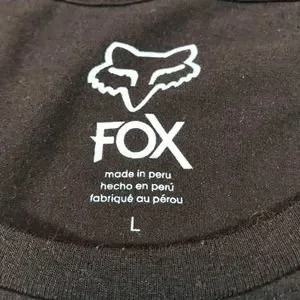 FOX
made in peru
hecho en perú
fabriqué au pérou
L